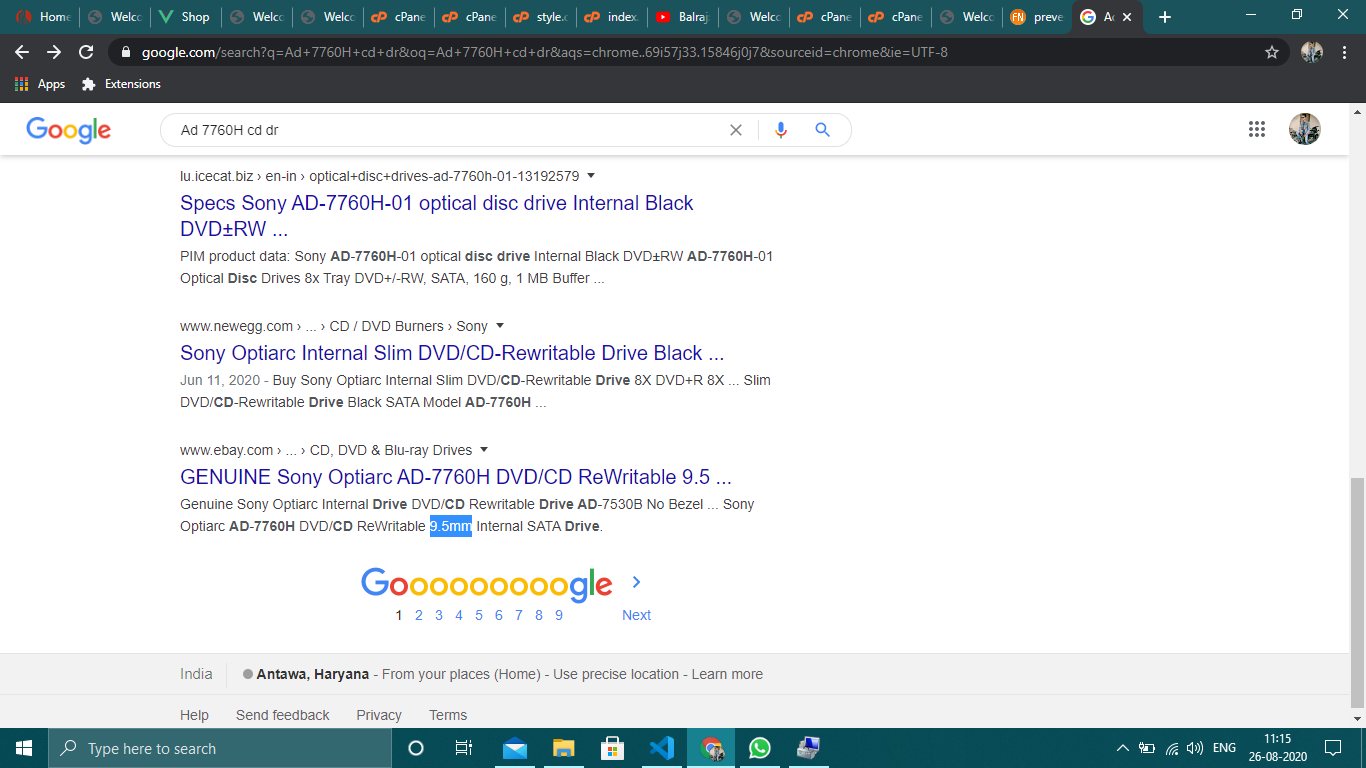 Home
Welco
Shop
Welco
Welco
cPane
cPane
style.c
index.
Balraj
Welco
cPane
cPane
Welco
FN preve
G Ad
google.com/search?q=Ad+7760H+cd+dr&oq=Ad+7760H+cd+dr&aqs=chrome..69i57j33.15846j0j7&sourceid=chrome&ie=UTF-8
Apps Extensions
Google
Ad 7760H cd dr
lu.icecat.biz › en-in › optical+disc+drives-ad-7760h-01-13192579
Specs Sony AD-7760H-01 optical disc drive Internal Black
DVD±RW ...
PIM product data: Sony AD-7760H-01 optical disc drive Internal Black DVD±RW AD-7760H-01
Optical Disc Drives 8x Tray DVD+/-RW, SATA, 160 g, 1 MB Buffer ...
www.newegg.com › ... › CD / DVD Burners › Sony
Sony Optiarc Internal Slim DVD/CD-Rewritable Drive Black ...
Jun 11, 2020 - Buy Sony Optiarc Internal Slim DVD/CD-Rewritable Drive 8X DVD+R 8X ... Slim
DVD/CD-Rewritable Drive Black SATA Model AD-7760H ...
www.ebay.com › ... › CD, DVD & Blu-ray Drives
GENUINE Sony Optiarc AD-7760H DVD/CD ReWritable 9.5 ...
Genuine Sony Optiarc Internal Drive DVD/CD Rewritable Drive AD-7530B No Bezel ... Sony
Optiarc AD-7760H DVD/CD ReWritable 9.5mm Internal SATA Drive.
Goooooooooogle
1 2 3 4 5 6 7 8 9 Next
India Antawa, Haryana - From your places (Home) - Use precise location - Learn more
Help Send feedback Privacy Terms
Type here to search
ENG
11:15
26-08-2020